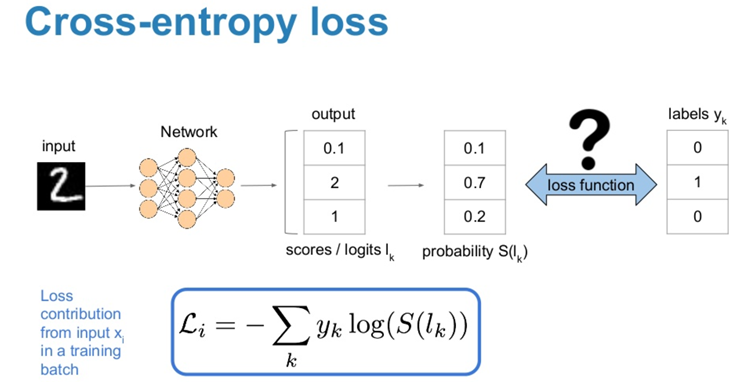 Cross-entropy loss
input
2
Network
output
0.1
2
1
scores / logits l_k
0.1
0.7
0.2
probability S(l_k)
?
loss function
labels y_k
0
1
0
Loss
contribution
from input x_i
in a training
batch
ℒ_i = − ∑_k y_k log(S(l_k))